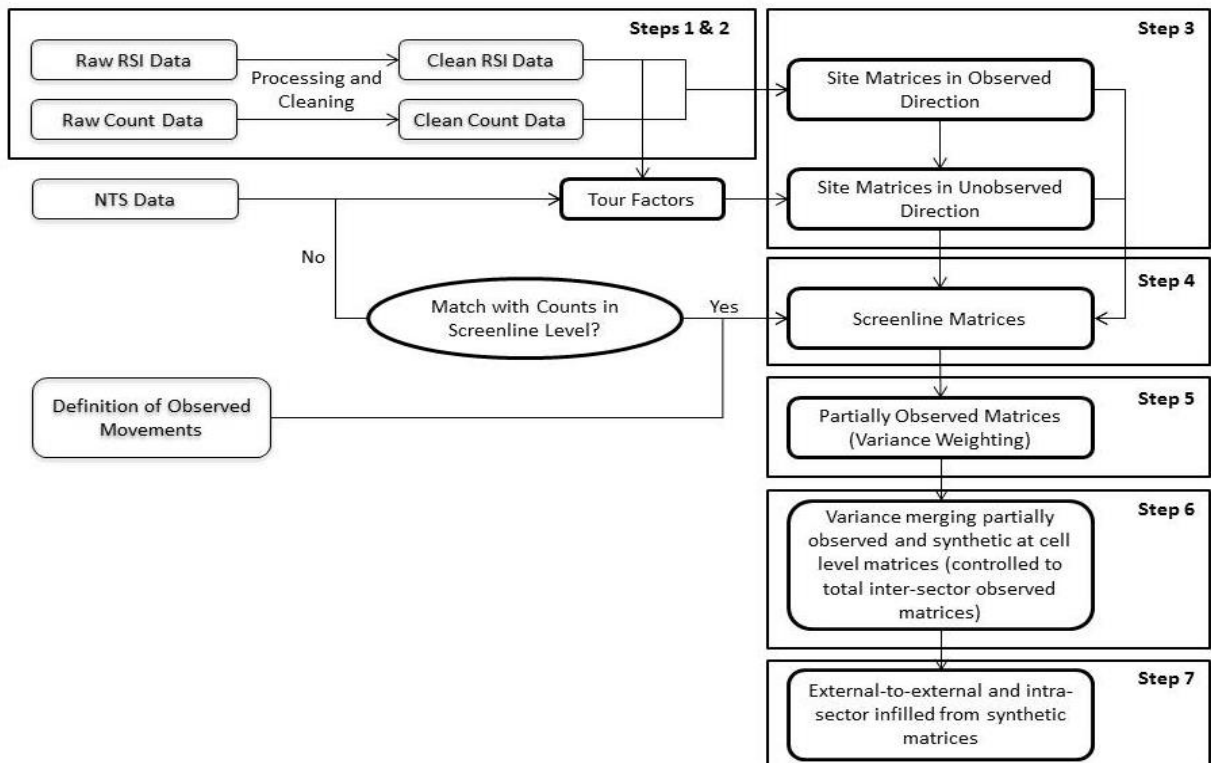 Steps 1 & 2
Raw RSI Data
Clean RSI Data
Processing and
Cleaning
Raw Count Data
Clean Count Data
Step 3
Site Matrices in Observed
Direction
NTS Data
Tour Factors
Site Matrices in Unobserved
Direction
No
Match with Counts in
Screenline Level?
Yes
Step 4
Screenline Matrices
Definition of Observed
Movements
Step 5
Partially Observed Matrices
(Variance Weighting)
Step 6
Variance merging partially
observed and synthetic at cell
level matrices (controlled to
total inter-sector observed
matrices)
Step 7
External-to-external and intra-
sector infilled from synthetic
matrices